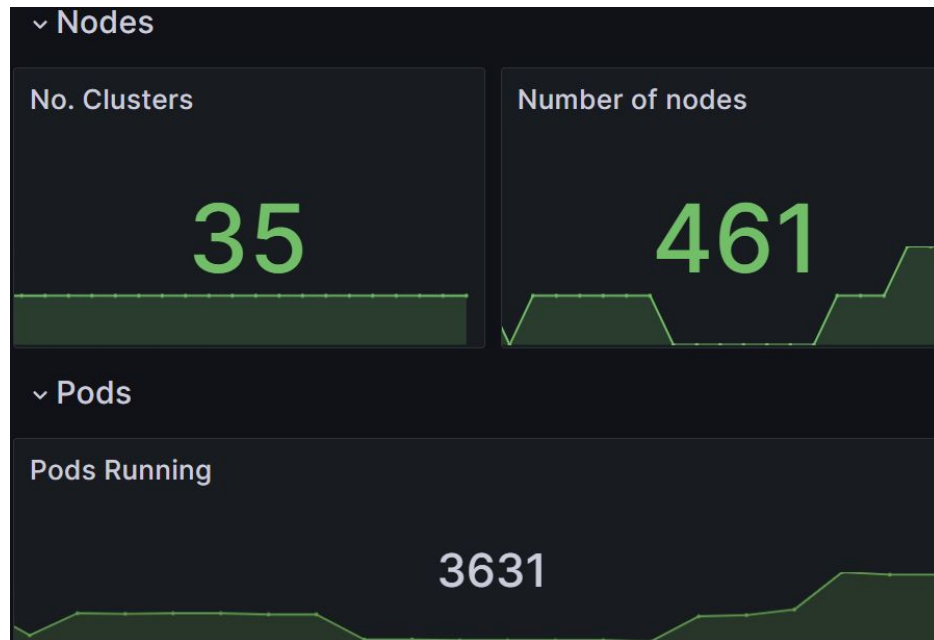 Nodes
No. Clusters
Number of nodes
35
461
Pods
Pods Running
3631